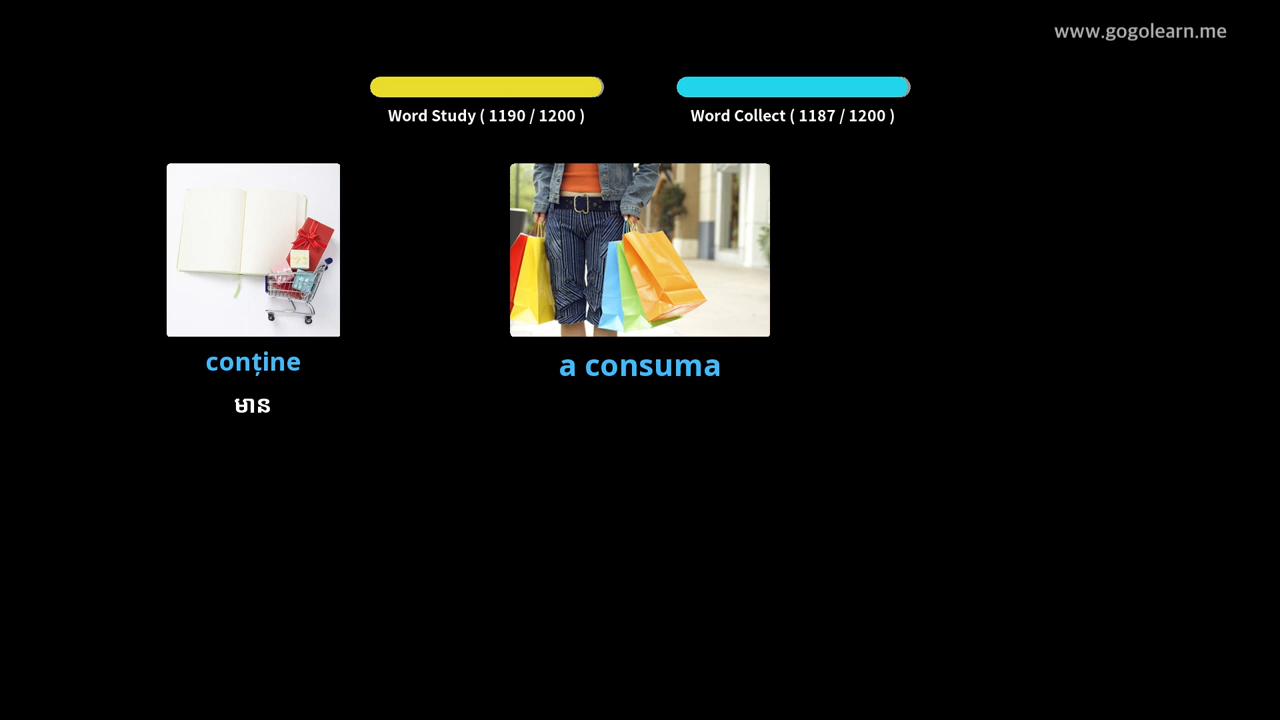 www.gogolearn.me
Word Study ( 1190 / 1200 )
Word Collect ( 1187 / 1200 )
conține
មាន
a consuma